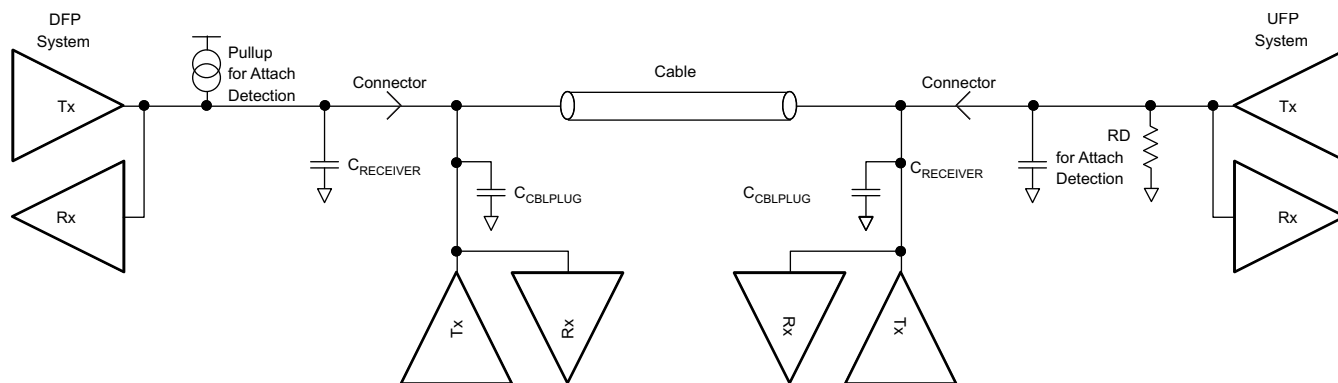 DFP
System
UFP
System
Pullup
for Attach
Detection
Connector
Cable
Connector
Tx
Tx
RD
for Attach
Detection
C_RECEIVER
C_RECEIVER
C_CBLPLUG
C_CBLPLUG
Rx
Rx
Tx
Rx
Rx
Tx